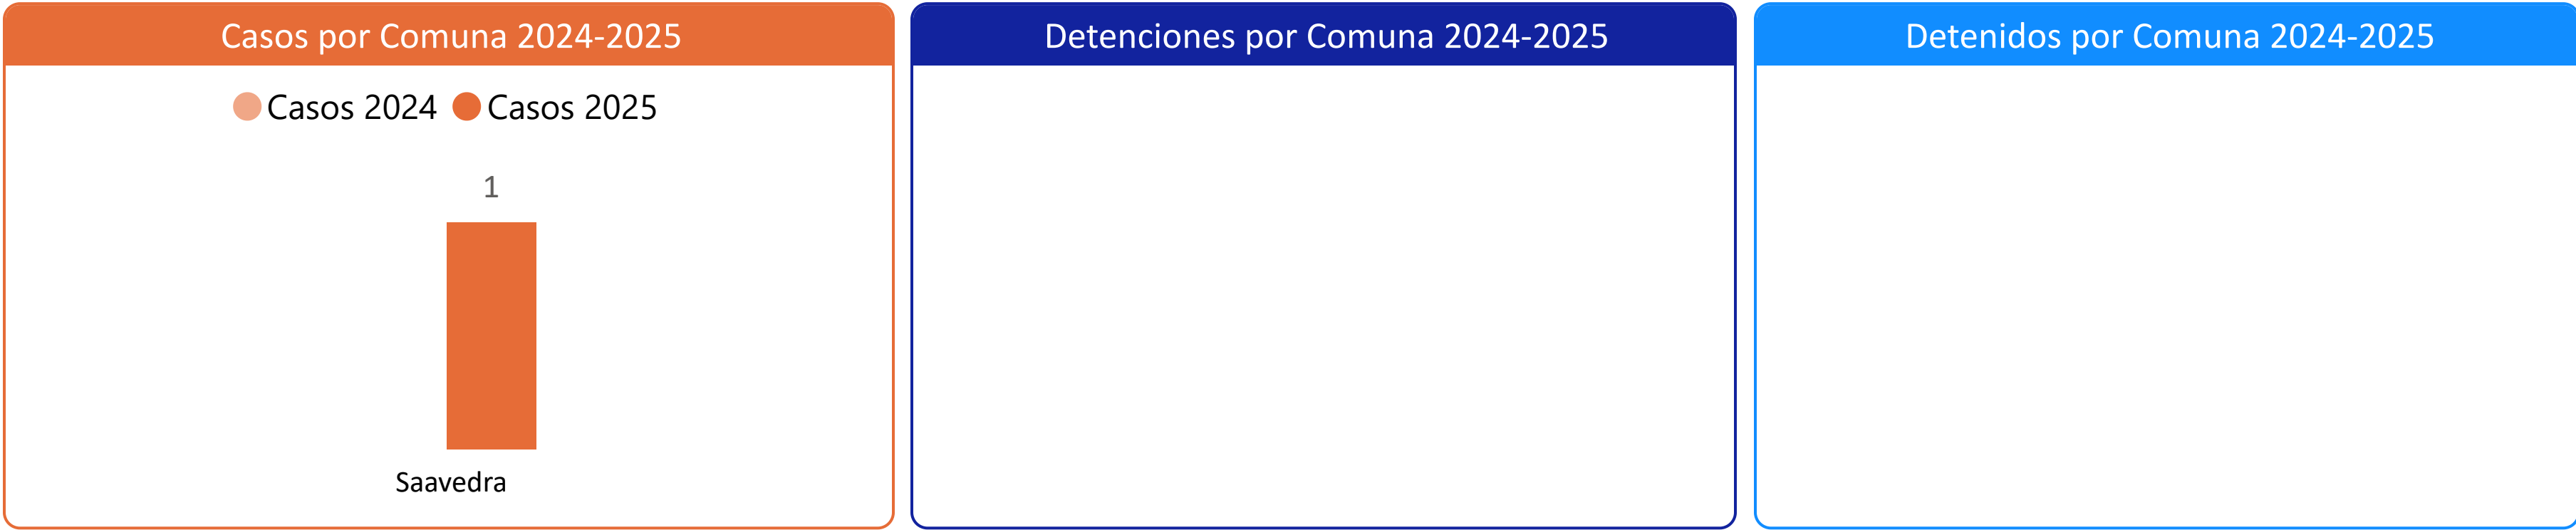 Casos por Comuna 2024-2025
Casos 2024 Casos 2025
1
Saavedra
Detenciones por Comuna 2024-2025
Detenidos por Comuna 2024-2025